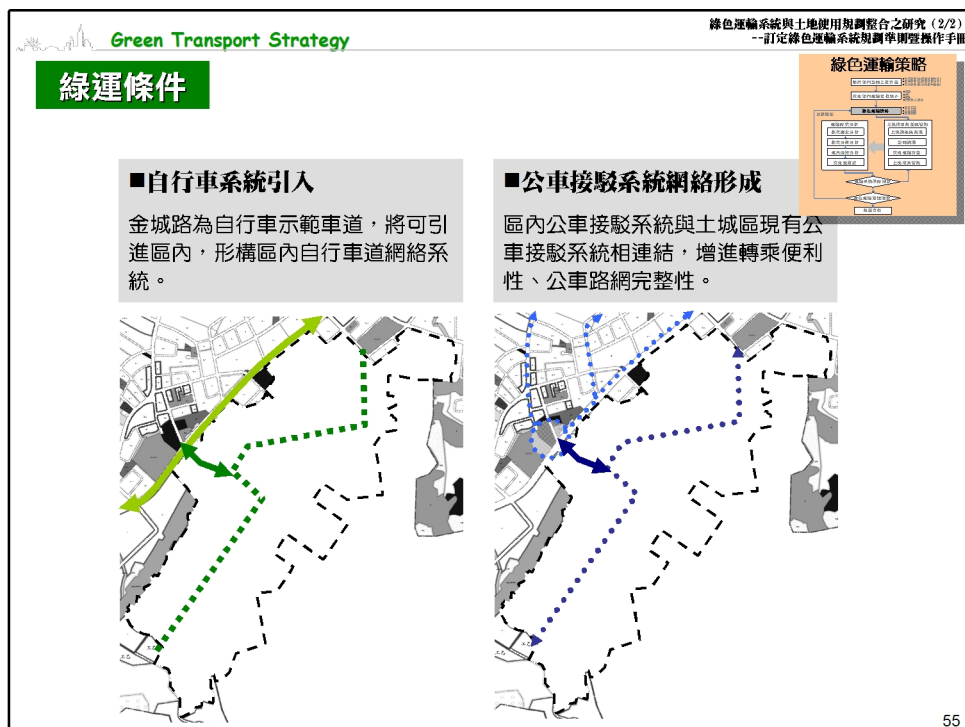 綠色運輸系統與土地使用規劃整合之研究(2/2)
--訂定綠色運輸系統規劃準則暨操作手冊
Green Transport Strategy
綠運條件
綠色運輸策略
■自行車系統引入
金城路為自行車示範車道，將可引
進區內，形構區內自行車道網絡系
統。
■公車接駁系統網絡形成
區內公車接駁系統與土城區現有公
車接駁系統相連結，增進轉乘便利
性、公車路網完整性。
55